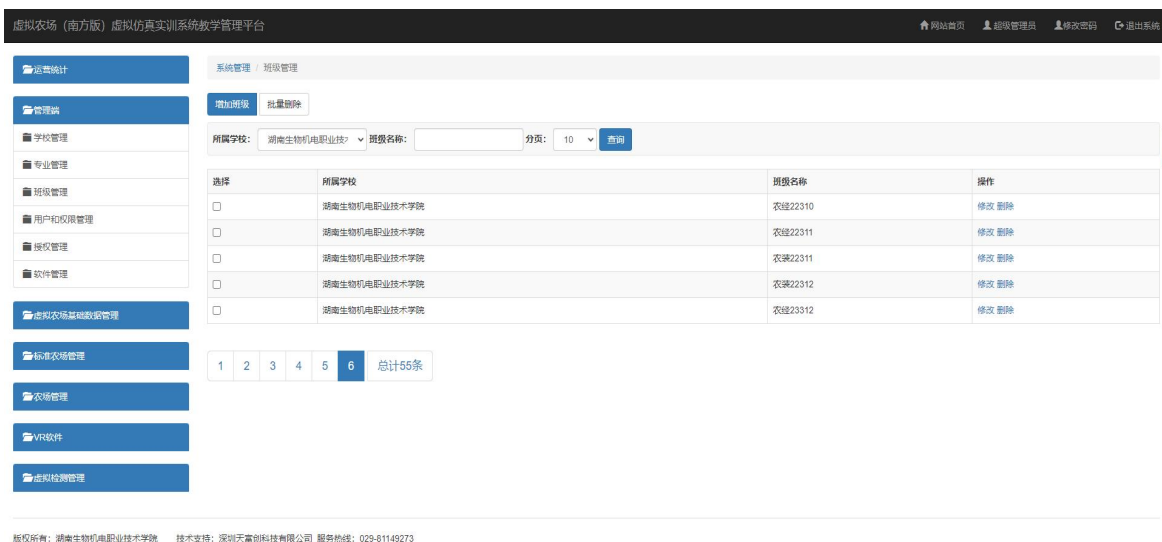 虚拟农场（南方版）虚拟仿真实训系统教学管理平台 网站首页 超级管理员 修改密码 退出系统
运营统计
管理端
学校管理
专业管理
班级管理
用户和权限管理
授权管理
软件管理
虚拟农场基础数据管理
标准农场管理
农场管理
VR软件
虚拟检测管理
系统管理 / 班级管理
增加班级 批量删除
所属学校： 湖南生物机电职业技 班级名称： 分页： 10 查询
选择 所属学校 班级名称 操作
湖南生物机电职业技术学院 农经22310 修改 删除
湖南生物机电职业技术学院 农经22311 修改 删除
湖南生物机电职业技术学院 农装22311 修改 删除
湖南生物机电职业技术学院 农装22312 修改 删除
湖南生物机电职业技术学院 农经23312 修改 删除
1 2 3 4 5 6 总计55条
版权所有：湖南生物机电职业技术学院 技术支持：深圳天富创科技有限公司 服务热线：029-81149273